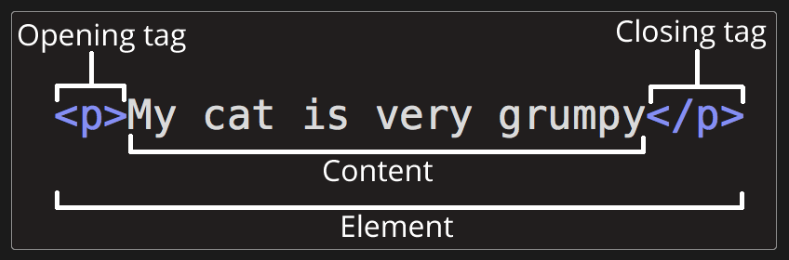 Opening tag
Closing tag
<p>My cat is very grumpy</p>
Content
Element